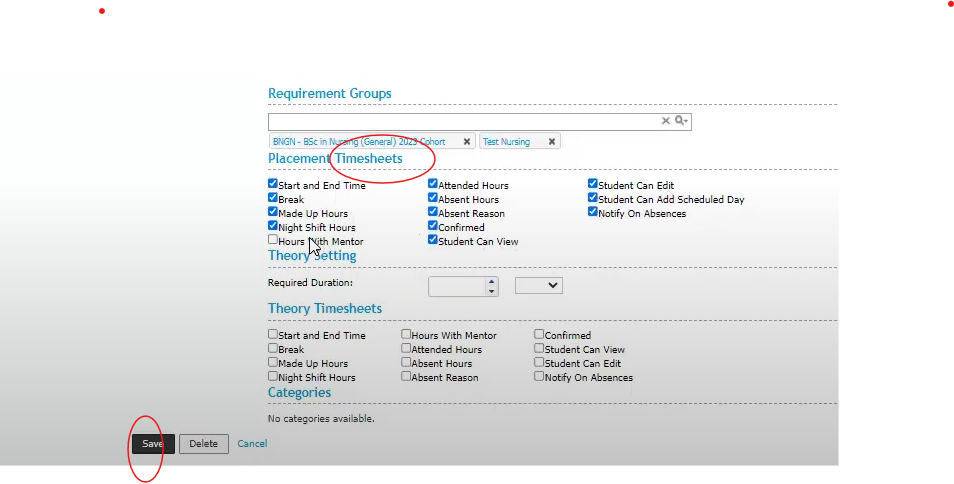 Requirement Groups
BNGN - BSc in Nursing (General) 2023 Cohort Test Nursing
Placement Timesheets
Start and End Time Attended Hours Student Can Edit
Break Absent Hours Student Can Add Scheduled Day
Made Up Hours Absent Reason Notify On Absences
Night Shift Hours Confirmed
Hours With Mentor Student Can View
Theory Setting
Required Duration:
Theory Timesheets
Start and End Time Hours With Mentor Confirmed
Break Attended Hours Student Can View
Made Up Hours Absent Hours Student Can Edit
Night Shift Hours Absent Reason Notify On Absences
Categories
No categories available.
Save Delete Cancel